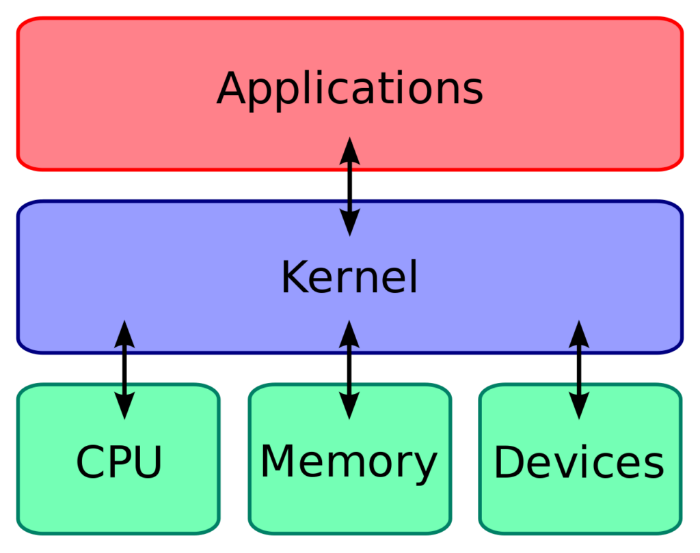 Applications
Kernel
CPU
Memory
Devices